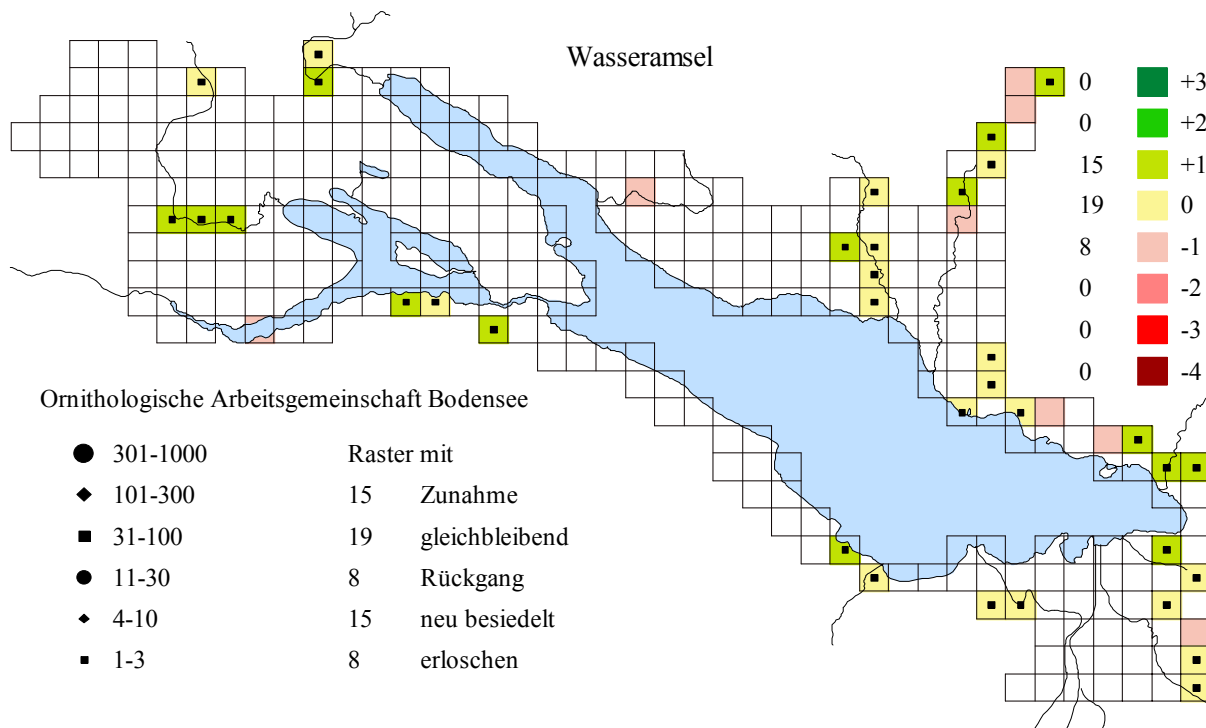 Wasseramsel
0 +3
0 +2
15 +1
19 0
8 -1
0 -2
0 -3
0 -4
Ornithologische Arbeitsgemeinschaft Bodensee
301-1000 Raster mit
101-300 15 Zunahme
31-100 19 gleichbleibend
11-30 8 Rückgang
4-10 15 neu besiedelt
1-3 8 erloschen